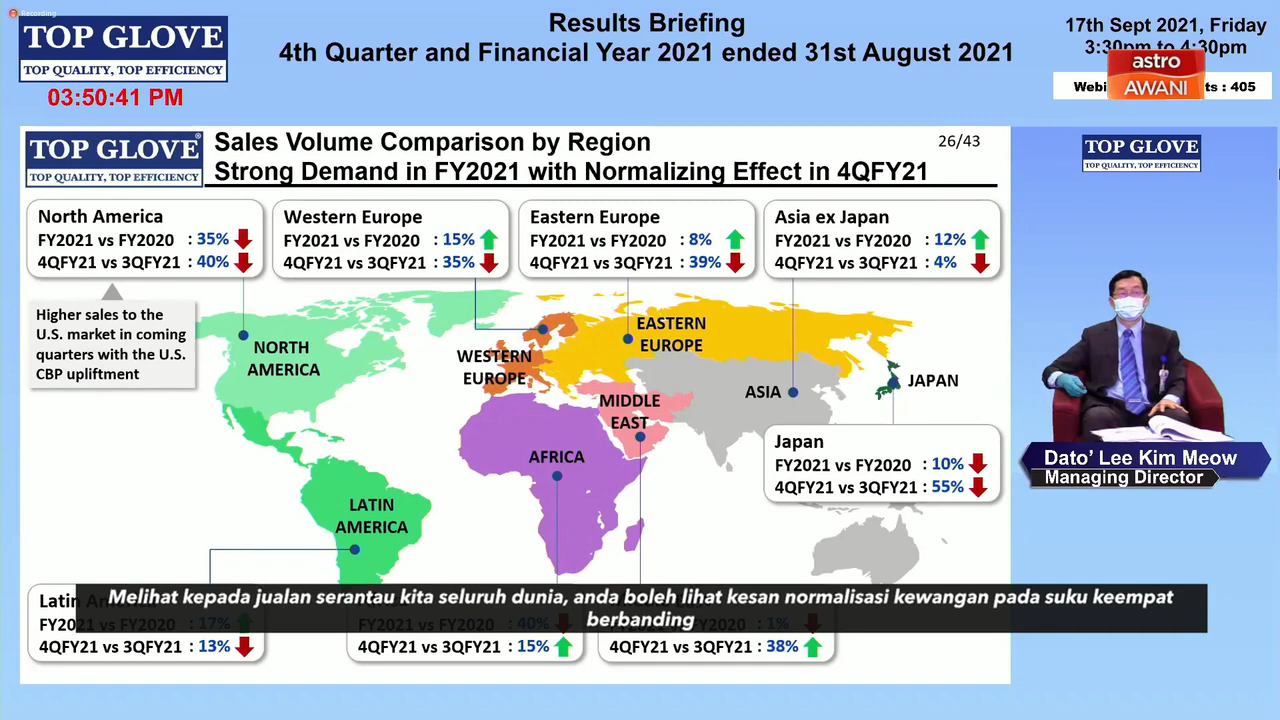 Recording
TOP GLOVE
TOP QUALITY, TOP EFFICIENCY
03:50:41 PM
Results Briefing
4th Quarter and Financial Year 2021 ended 31st August 2021
17th Sept 2021, Friday
3:30pm to 4:30pm
astro
AWANI
Webi
ts : 405
TOP GLOVE®
TOP QUALITY, TOP EFFICIENCY
Sales Volume Comparison by Region
Strong Demand in FY2021 with Normalizing Effect in 4QFY21
26/43
North America
FY2021 vs FY2020 : 35%
4QFY21 vs 3QFY21 : 40%
Western Europe
FY2021 vs FY2020 : 15%
4QFY21 vs 3QFY21 : 35%
Eastern Europe
FY2021 vs FY2020 : 8%
4QFY21 vs 3QFY21 : 39%
Asia ex Japan
FY2021 vs FY2020 : 12%
4QFY21 vs 3QFY21 : 4%
Higher sales to the
U.S. market in coming
quarters with the U.S.
CBP upliftment
NORTH
AMERICA
WESTERN
EUROPE
EASTERN
EUROPE
MIDDLE
EAST
ASIA
JAPAN
AFRICA
LATIN
AMERICA
Japan
FY2021 vs FY2020 : 10%
4QFY21 vs 3QFY21 : 55%
Latin America
FY2021 vs FY2020 : 17%
4QFY21 vs 3QFY21 : 13%
40%
4QFY21 vs 3QFY21 : 15%
1%
4QFY21 vs 3QFY21 : 38%
Melihat kepada jualan serantau kita seluruh dunia, anda boleh lihat kesan normalisasi kewangan pada suku keempat
berbanding
TOP GLOVE
TOP QUALITY, TOP EFFICIENCY
Dato' Lee Kim Meow
Managing Director